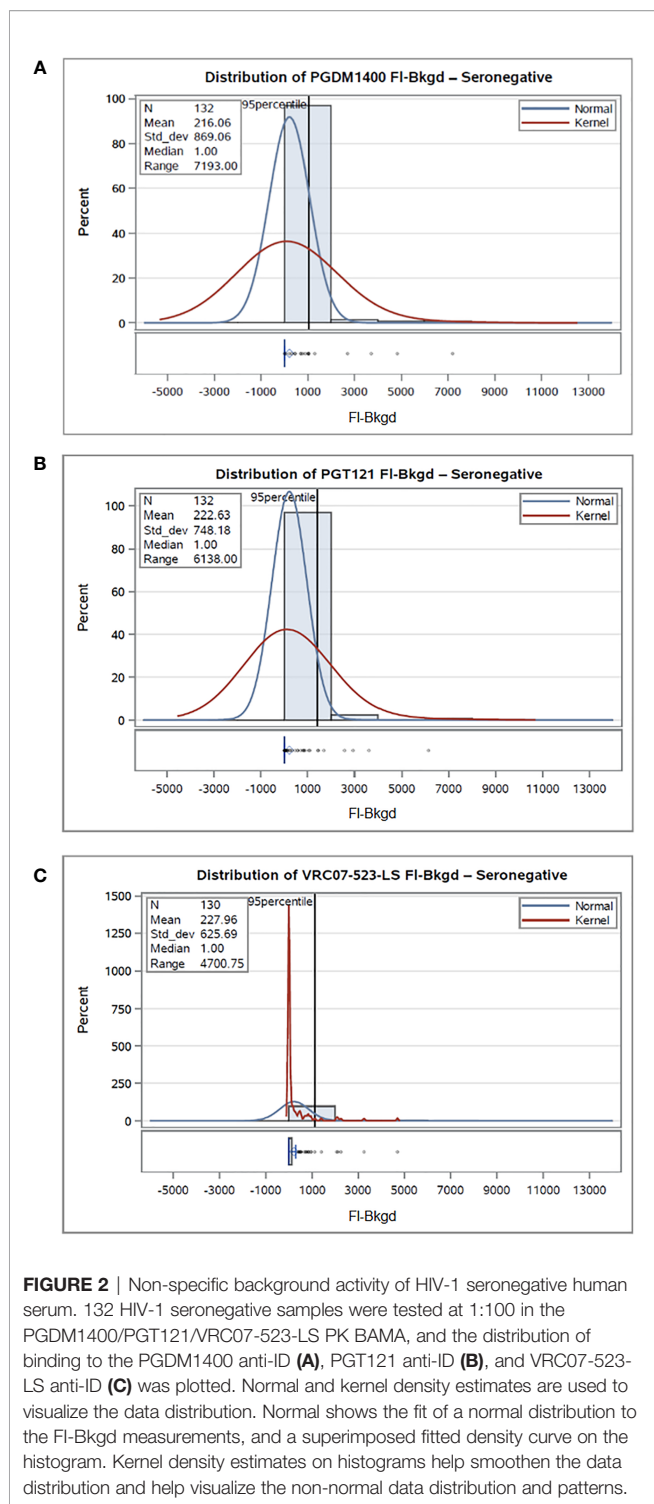 A
Distribution of PGDM1400 FI-Bkgd – Seronegative
N 132
Mean 216.06
Std_dev 869.06
Median 1.00
Range 7193.00
95percentile
Normal
Kernel
100
80
60
40
20
0
Percent
-5000 -3000 -1000 1000 3000 5000 7000 9000 11000 13000
FI-Bkgd
B
Distribution of PGT121 FI-Bkgd – Seronegative
N 132
Mean 222.63
Std_dev 748.18
Median 1.00
Range 6138.00
95percentile
Normal
Kernel
100
80
60
40
20
0
Percent
-5000 -3000 -1000 1000 3000 5000 7000 9000 11000 13000
FI-Bkgd
C
Distribution of VRC07-523-LS FI-Bkgd – Seronegative
N 130
Mean 227.96
Std_dev 625.69
Median 1.00
Range 4700.75
95percentile
Normal
Kernel
1500
1250
1000
750
500
250
0
Percent
-5000 -3000 -1000 1000 3000 5000 7000 9000 11000 13000
FI-Bkgd
FIGURE 2 | Non-specific background activity of HIV-1 seronegative human
serum. 132 HIV-1 seronegative samples were tested at 1:100 in the
PGDM1400/PGT121/VRC07-523-LS PK BAMA, and the distribution of
binding to the PGDM1400 anti-ID (A), PGT121 anti-ID (B), and VRC07-523-
LS anti-ID (C) was plotted. Normal and kernel density estimates are used to
visualize the data distribution. Normal shows the fit of a normal distribution to
the FI-Bkgd measurements, and a superimposed fitted density curve on the
histogram. Kernel density estimates on histograms help smoothen the data
distribution and help visualize the non-normal data distribution and patterns.